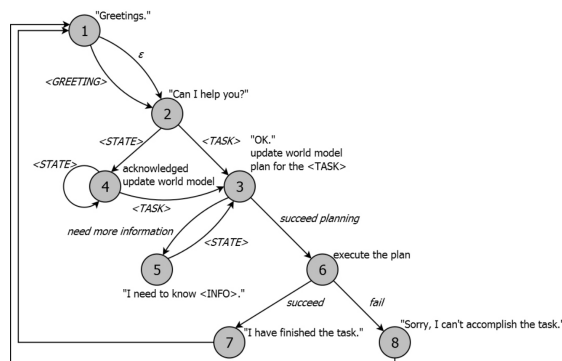 "Greetings."
1
ε
<GREETING>
"Can I help you?"
2
<STATE>
<TASK>
"OK."
update world model
plan for the <TASK>
<STATE>
acknowledged
update world model
4
3
<TASK>
need more information
<STATE>
succeed planning
5
"I need to know <INFO>."
6
execute the plan
succeed
fail
"I have finished the task."
7
"Sorry, I can't accomplish the task."
8